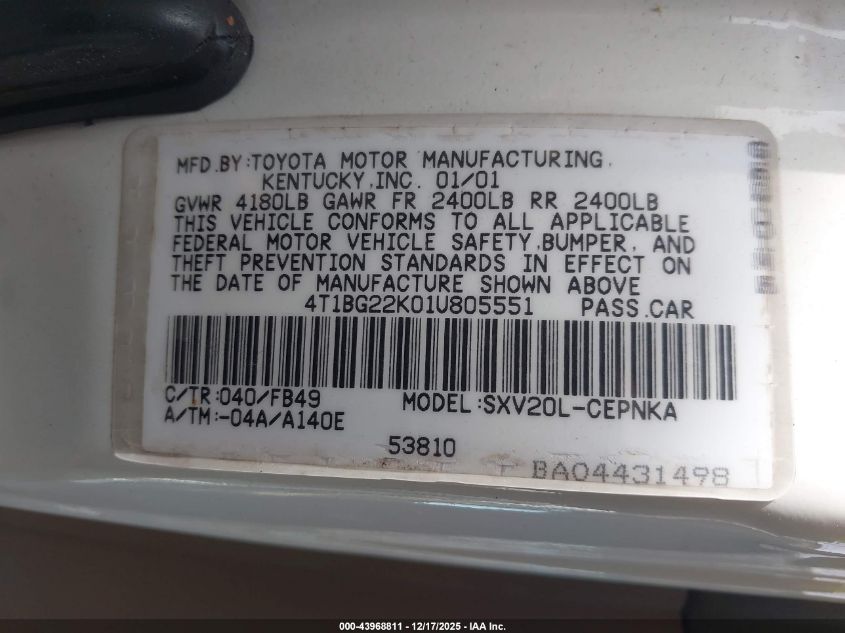 MFD.BY:TOYOTA MOTOR MANUFACTURING,
KENTUCKY,INC. 01/01
GVWR 4180LB GAWR FR 2400LB RR 2400LB
THIS VEHICLE CONFORMS TO ALL APPLICABLE
FEDERAL MOTOR VEHICLE SAFETY,BUMPER, AND
THEFT PREVENTION STANDARDS IN EFFECT ON
THE DATE OF MANUFACTURE SHOWN ABOVE
4T1BG22K01U805551 PASS.CAR
C/TR:040/FB49 MODEL:SXV20L-CEPNKA
A/TM:-04A/A140E
53810
BA04431498
000-43968811 - 12/17/2025 - IAA Inc.